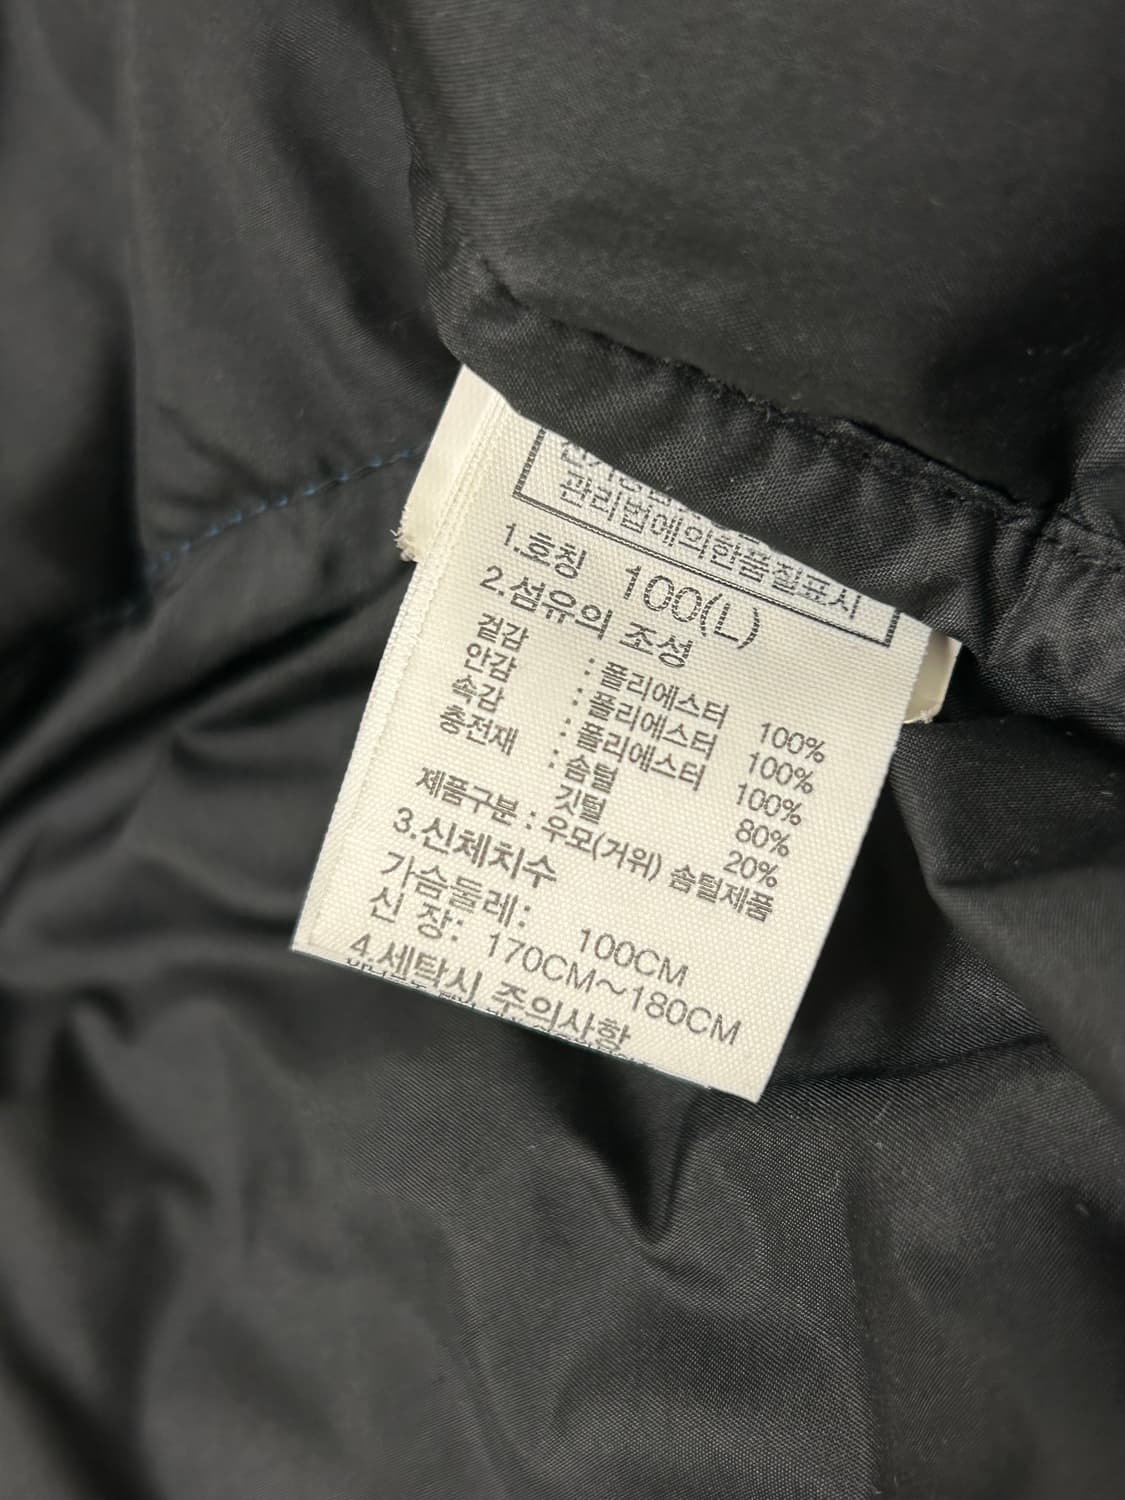 관리법에의한품질표시
1.호칭 100(L)
2.섬유의 조성
겉감 : 폴리에스터 100%
안감 : 폴리에스터 100%
속감 : 폴리에스터 100%
충전재 : 솜털 80%
깃털 20%
제품구분 : 우모(거위) 솜털제품
3.신체치수
가슴둘레: 100CM
신 장: 170CM~180CM
4.세탁시 주의사항